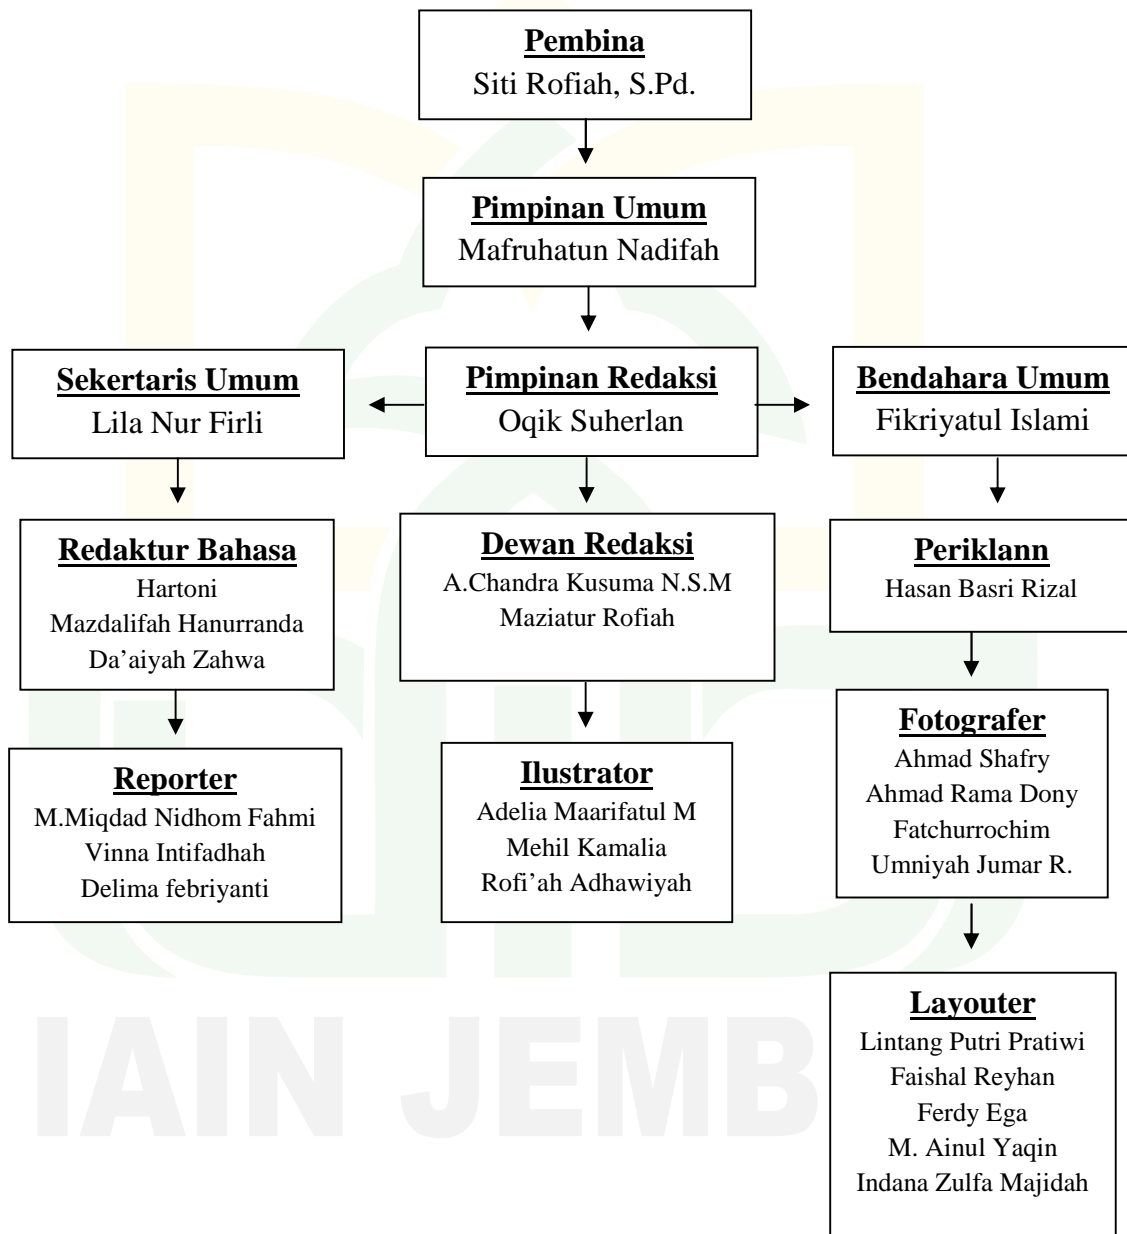 Pembina
Siti Rofiah, S.Pd.
Pimpinan Umum
Mafruhatun Nadifah
Sekertaris Umum
Lila Nur Firli
Pimpinan Redaksi
Oqik Suherlan
Bendahara Umum
Fikriyatul Islami
Redaktur Bahasa
Hartoni
Mazdalifah Hanurranda
Da’aiyah Zahwa
Dewan Redaksi
A.Chandra Kusuma N.S.M
Maziatur Rofiah
Periklann
Hasan Basri Rizal
Reporter
M.Miqdad Nidhom Fahmi
Vinna Intifadhah
Delima febriyanti
Ilustrator
Adelia Maarifatul M
Mehil Kamalia
Rofi’ah Adhawiyah
Fotografer
Ahmad Shafry
Ahmad Rama Dony
Fatchurrochim
Umniyah Jumar R.
Layouter
Lintang Putri Pratiwi
Faishal Reyhan
Ferdy Ega
M. Ainul Yaqin
Indana Zulfa Majidah
IAIN JEMB